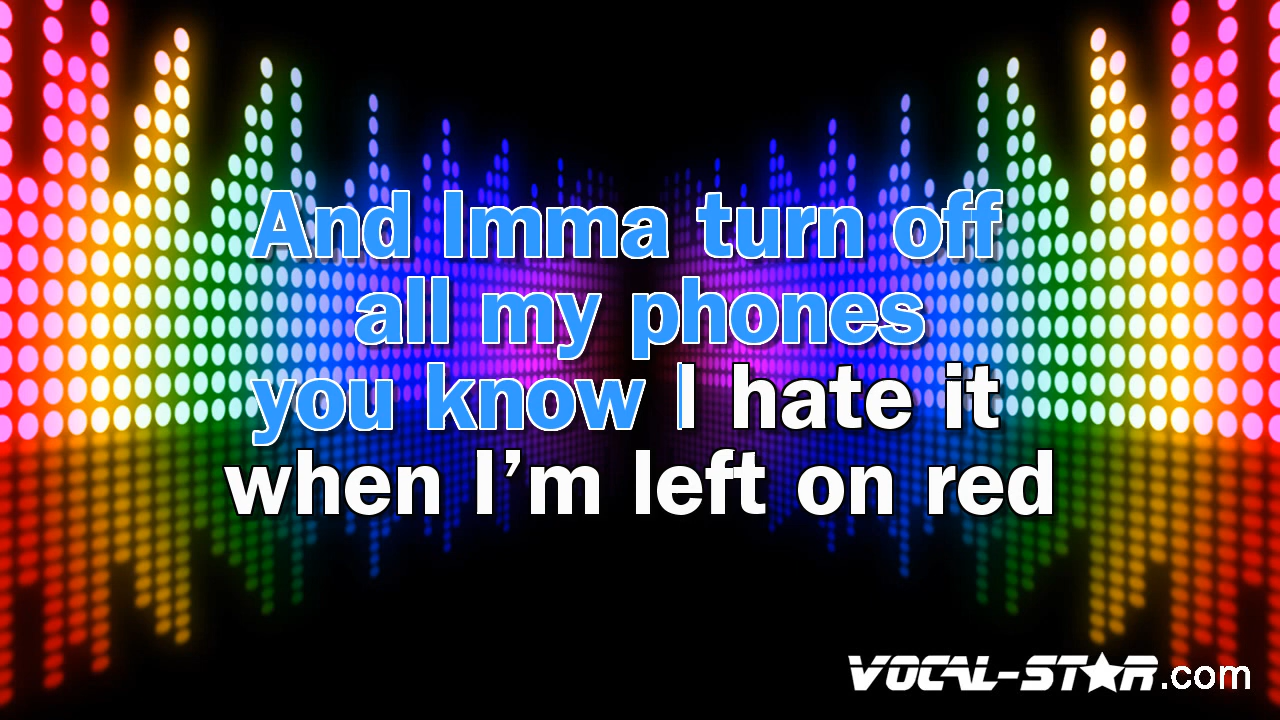 And Imma turn off
all my phones
you know I hate it
when I'm left on red
VOCAL-STAR.com